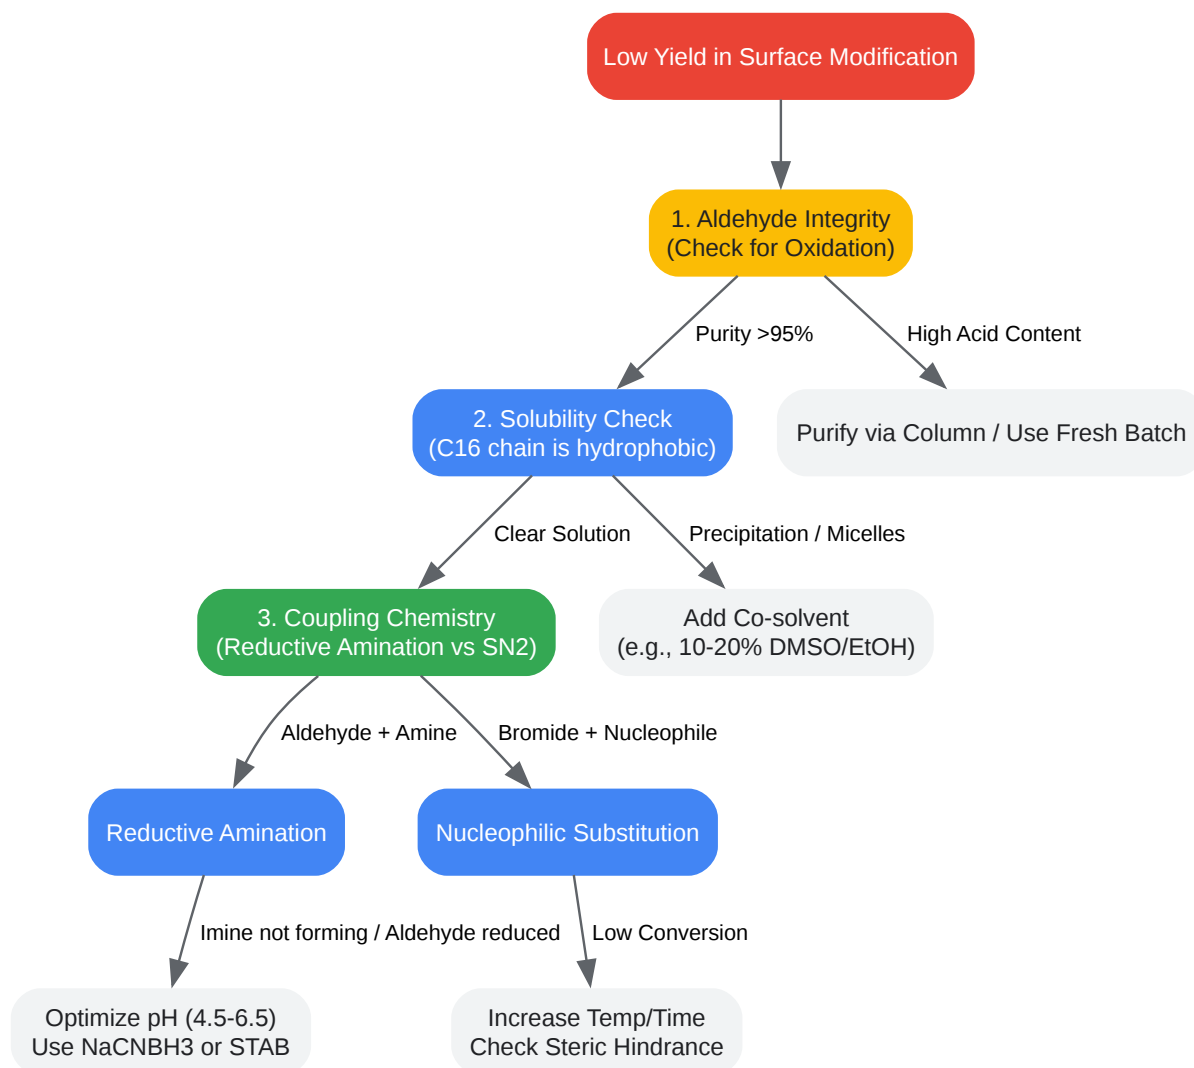 Low Yield in Surface Modification
1. Aldehyde Integrity
(Check for Oxidation)
Purity >95%
High Acid Content
2. Solubility Check
(C16 chain is hydrophobic)
Purify via Column / Use Fresh Batch
Clear Solution
Precipitation / Micelles
3. Coupling Chemistry
(Reductive Amination vs SN2)
Add Co-solvent
(e.g., 10-20% DMSO/EtOH)
Aldehyde + Amine
Bromide + Nucleophile
Reductive Amination
Nucleophilic Substitution
Imine not forming / Aldehyde reduced
Low Conversion
Optimize pH (4.5-6.5)
Use NaCNBH3 or STAB
Increase Temp/Time
Check Steric Hindrance